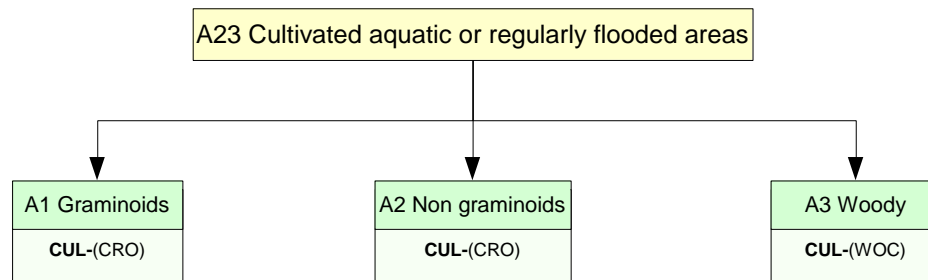 A23 Cultivated aquatic or regularly flooded areas
A1 Graminoids
CUL-(CRO)
A2 Non graminoids
CUL-(CRO)
A3 Woody
CUL-(WOC)